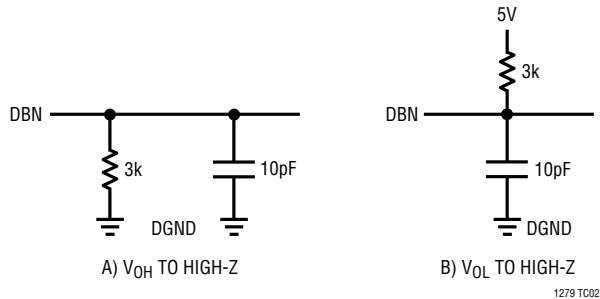 5V
3k
DBN
DBN
3k
10pF
10pF
DGND
DGND
A) VOH TO HIGH-Z
B) VOL TO HIGH-Z
1279 TC02